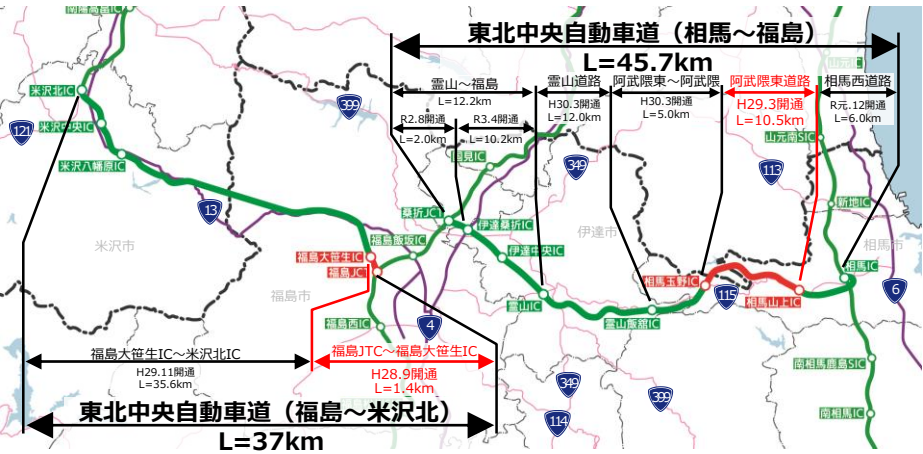 東北中央自動車道（相馬～福島）
L=45.7km
霊山～福島
L=12.2km
霊山道路
H30.3開通
L=12.0km
阿武隈東～阿武隈
H30.3開通
L=5.0km
阿武隈東道路
H29.3開通
L=10.5km
相馬西道路
R元.12開通
L=6.0km
R2.8開通
L=2.0km
R3.4開通
L=10.2km
米沢北IC
399
121
米沢中央IC
米沢八幡原IC
国見IC
349
山元IC
山元南SIC
113
13
桑折JCT
伊達桑折IC
新地IC
米沢市
伊達市
相馬市
福島飯坂IC
伊達中央IC
福島大笹生IC
福島JCT
相馬玉野IC
相馬IC
福島市
霊山IC
115
相馬山上IC
6
福島西IC
4
霊山飯舘IC
福島大笹生IC～米沢北IC
H29.11開通
L=35.6km
福島JTC～福島大笹生IC
H28.9開通
L=1.4km
南相馬鹿島SIC
349
399
114
南相馬IC
東北中央自動車道（福島～米沢北）
L=37km